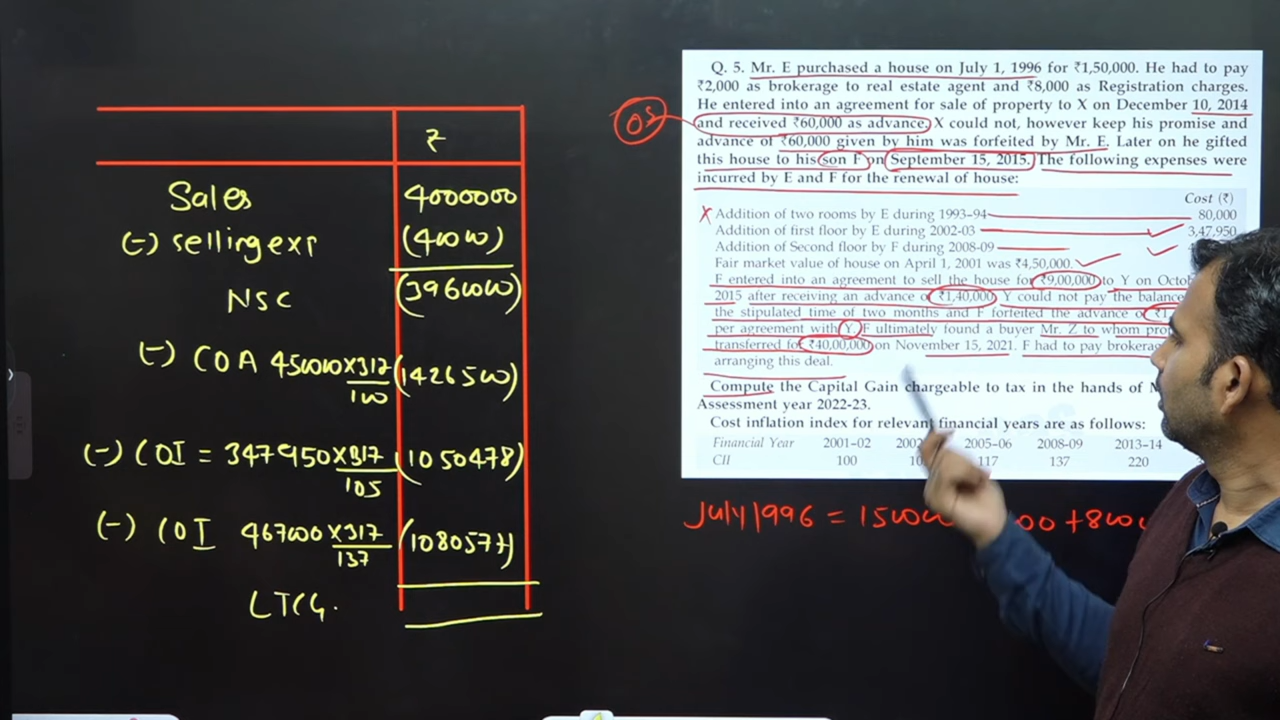 ₹
Sales 4000000
(-) selling exp (40000)
NSC (3960000)
(-) COA 450000 x 317/100 (1426500)
(-) COI = 347950 x 317/105 (1050478)
(-) COI 467000 x 317/137 (1080577)
LTCG.
OS
Q. 5. Mr. E purchased a house on July 1, 1996 for ₹1,50,000. He had to pay
₹2,000 as brokerage to real estate agent and ₹8,000 as Registration charges.
He entered into an agreement for sale of property to X on December 10, 2014
and received ₹60,000 as advance. X could not, however keep his promise and
advance of ₹60,000 given by him was forfeited by Mr. E. Later on he gifted
this house to his son F on September 15, 2015. The following expenses were
incurred by E and F for the renewal of house:
Cost (₹)
X Addition of two rooms by E during 1993–94 80,000
Addition of first floor by E during 2002-03 3,47,950
Addition of Second floor by F during 2008-09
Fair market value of house on April 1, 2001 was ₹4,50,000.
F entered into an agreement to sell the house for ₹9,00,000 to Y on
2015 after receiving an advance of ₹1,40,000. Y could not pay the balance
the stipulated time of two months and F forfeited the advance of
per agreement with Y. F ultimately found a buyer Mr. Z to whom
transferred for ₹40,00,000 on November 15, 2021. F had to pay
arranging this deal.
Compute the Capital Gain chargeable to tax in the hands of
Assessment year 2022-23.
Cost inflation index for relevant financial years are as follows:
Financial Year 2001–02 2005–06 2008-09 2013–14
CII 100 117 137 220
July 1996 =